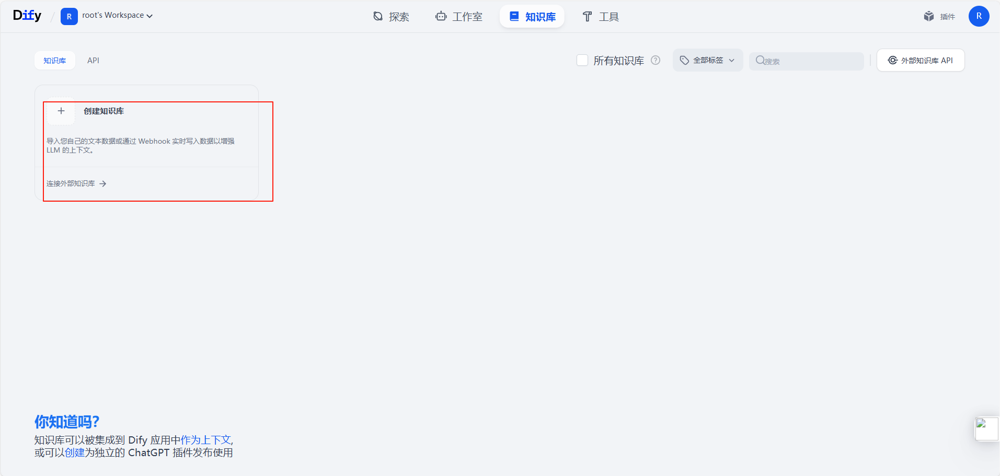 Dify / R root's Workspace
探索
工作室
知识库
工具
插件
R
知识库
API
所有知识库
全部标签
搜索
外部知识库 API
创建知识库
导入您自己的文本数据或通过 Webhook 实时写入数据以增强
LLM 的上下文。
连接外部知识库
你知道吗?
知识库可以被集成到 Dify 应用中作为上下文,
或可以创建为独立的 ChatGPT 插件发布使用